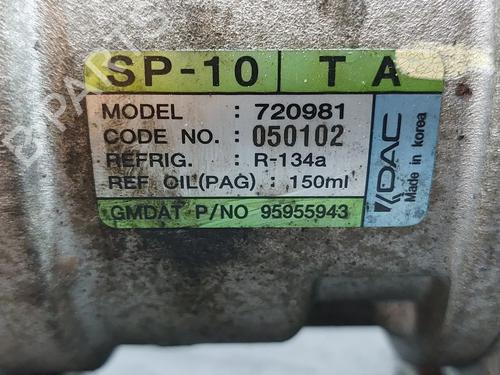 SP-10 T A
MODEL : 720981
CODE NO. : 050102
REFRIG. : R-134a
REF. OIL(PAG) : 150ml
GMDAT P/NO 95955943
DAC
Made in korea
B PARTS